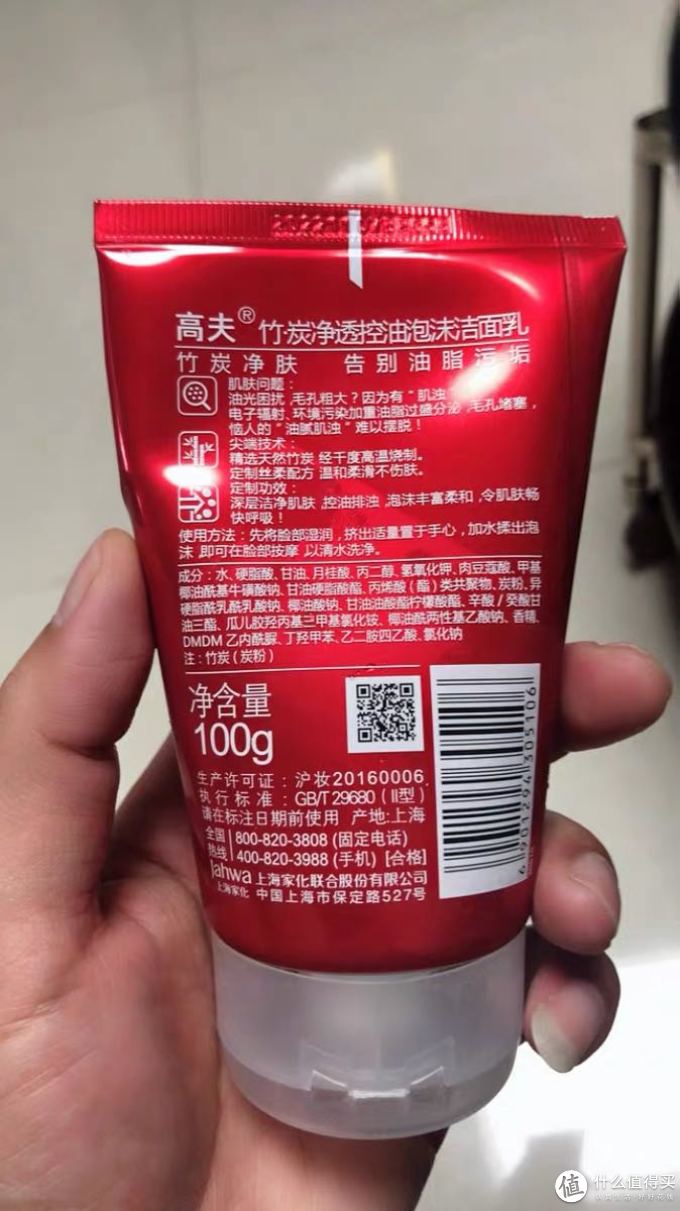 高夫® 竹·炭净透控油泡沫洁面乳
竹炭净肤 告别油脂污垢
肌肤问题：
油光困扰，毛孔粗大？因为有“肌浊”
电子辐射、环境污染加重油脂过盛分泌，毛孔堵塞，
恼人的“油腻肌浊”难以摆脱！
尖端技术：
精选天然竹炭 经千度高温烧制。
定制丝柔配方 温和柔滑不伤肤。
定制功效：
深层洁净肌肤，控油排浊，泡沫丰富柔和，令肌肤畅
快呼吸！
使用方法：先将脸部湿润，挤出适量置于手心，加水揉出泡
沫，即可在脸部按摩，以清水洗净。
成分：水、硬脂酸、甘油、月桂酸、丙二醇、氢氧化钾、肉豆蔻酸、甲基
椰油酰基牛磺酸钠、甘油硬脂酸酯、丙烯酸（酯）类共聚物、炭粉、异
硬脂酰乳酰乳酸钠、椰油酸钠、甘油油酸酯柠檬酸酯、辛酸/癸酸甘
油三酯、瓜儿胶羟丙基三甲基氯化铵、椰油酰两性基乙酸钠、香精、
DMDM 乙内酰脲、丁羟甲苯、乙二胺四乙酸、氯化钠
注：竹炭（炭粉）
净含量
100g
生产许可证：沪妆20160006
执行标准：GB/T 29680（II型）
请在标注日期前使用 产地:上海
全国热线 800-820-3808 (固定电话)
400-820-3988 (手机) [合格]
Jahwa 上海家化 上海家化联合股份有限公司
中国上海市保定路527号
6 901294 305106
值 什么值得买